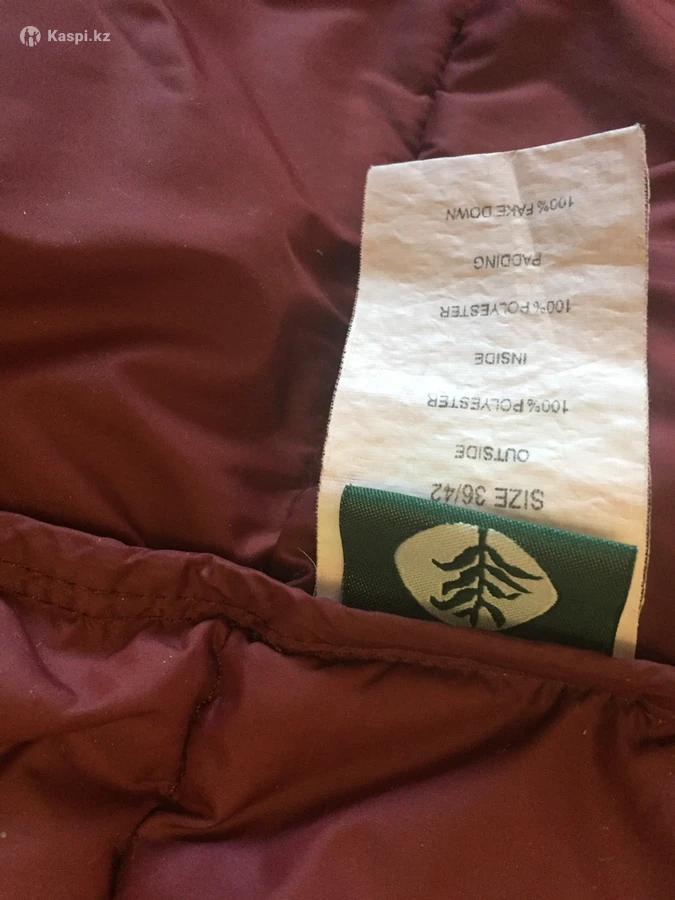 Kaspi.kz
SIZE 36/42
OUTSIDE
100% POLYESTER
INSIDE
100% POLYESTER
PADDING
100% FAKE DOWN